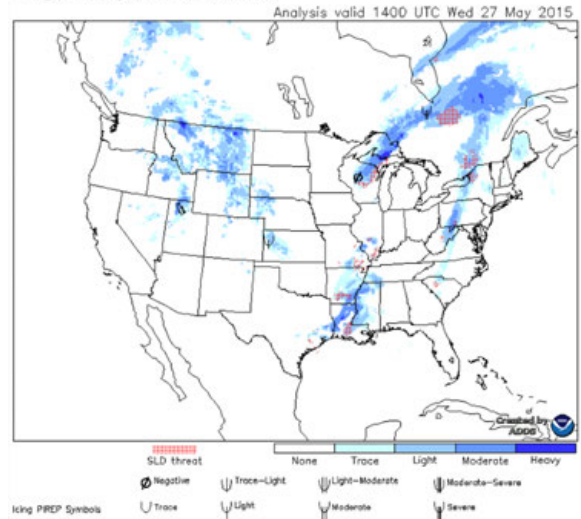 Analysis valid 1400 UTC Wed 27 May 2015
Created by
ADDS
SLD threat
None Trace Light Moderate Heavy
Negative Trace-Light Light-Moderate Moderate-Severe
Icing PIREP Symbols Trace Light Moderate Severe